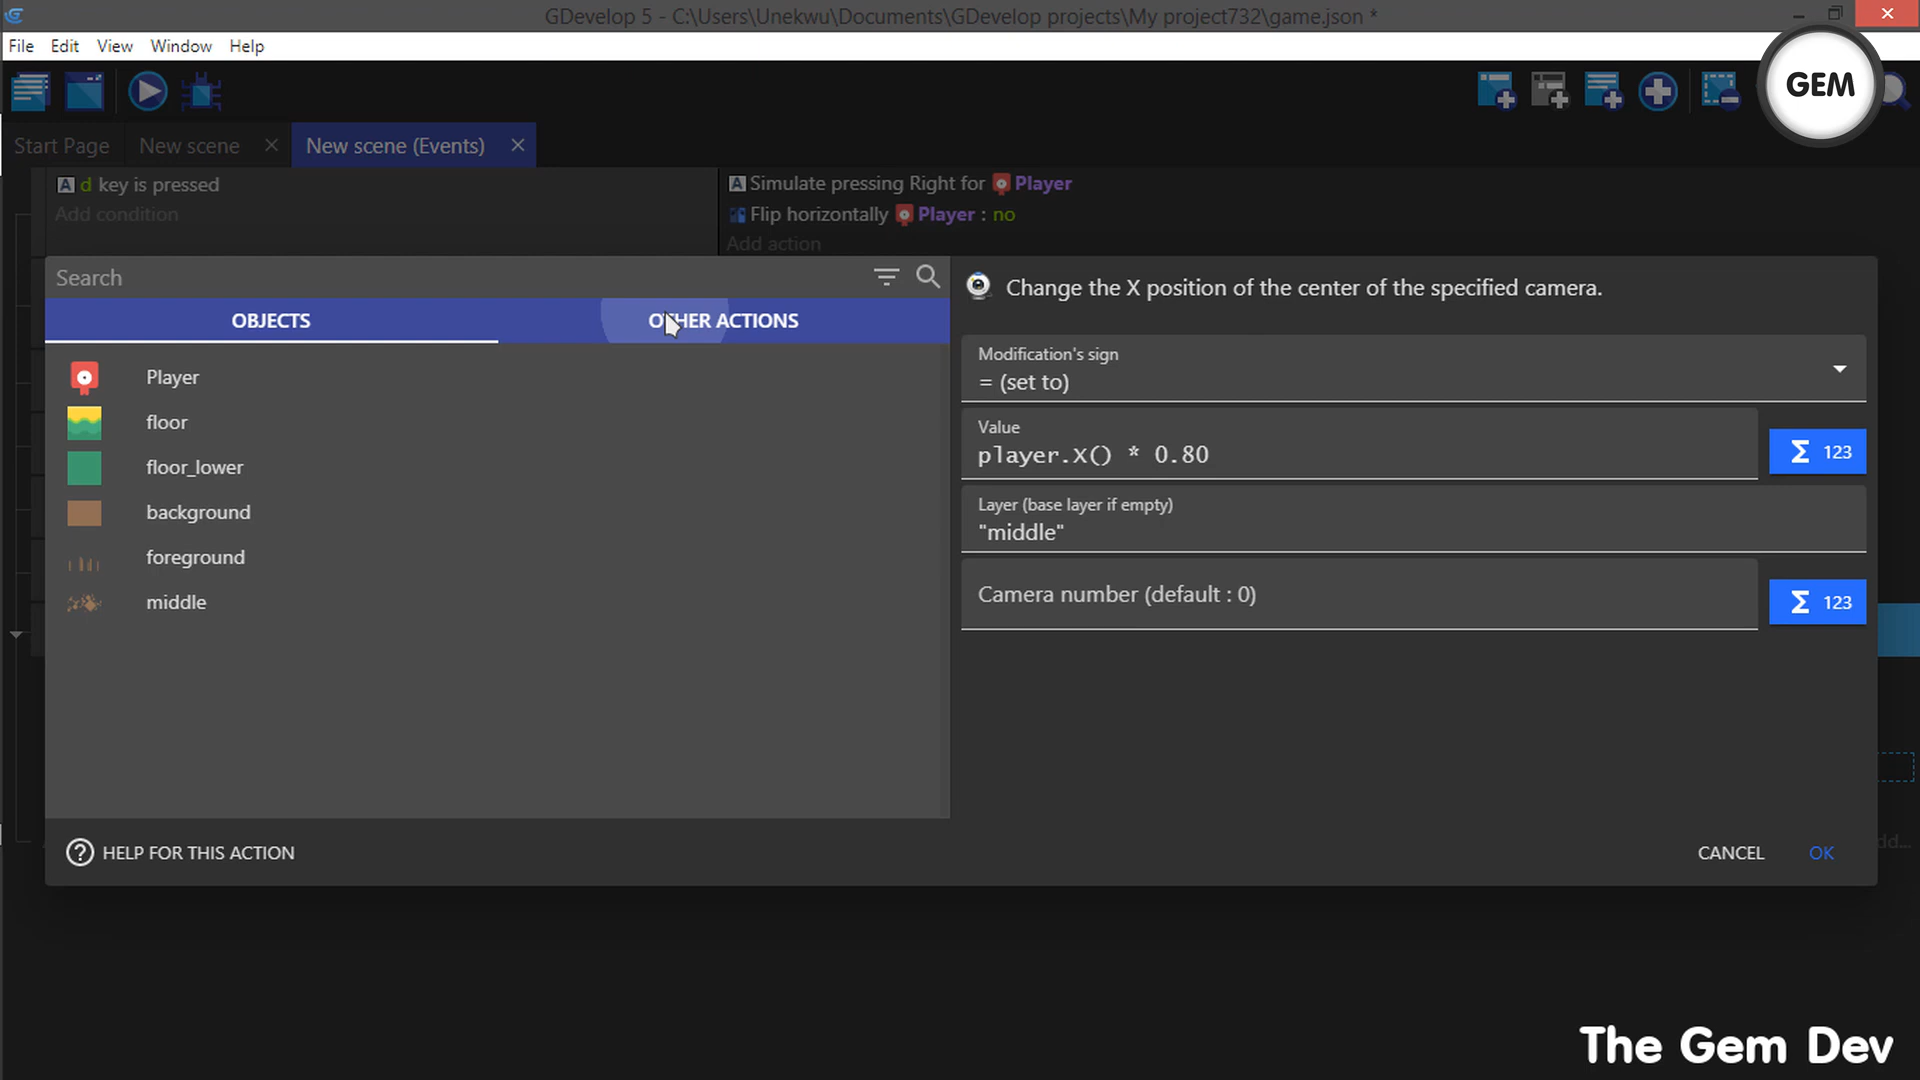 GDevelop 5 - C:\Users\Unekwu\Documents\GDevelop projects\My project732\game.json *
File Edit View Window Help
GEM
Start Page New scene New scene (Events)
A d key is pressed
Add condition
A Simulate pressing Right for Player
Flip horizontally Player : no
Add action
Search
OBJECTS OTHER ACTIONS
Player
floor
floor_lower
background
foreground
middle
Change the X position of the center of the specified camera.
Modification's sign
= (set to)
Value
player.X() * 0.80
Σ 123
Layer (base layer if empty)
"middle"
Camera number (default : 0)
Σ 123
? HELP FOR THIS ACTION
CANCEL OK
dd...
The Gem Dev